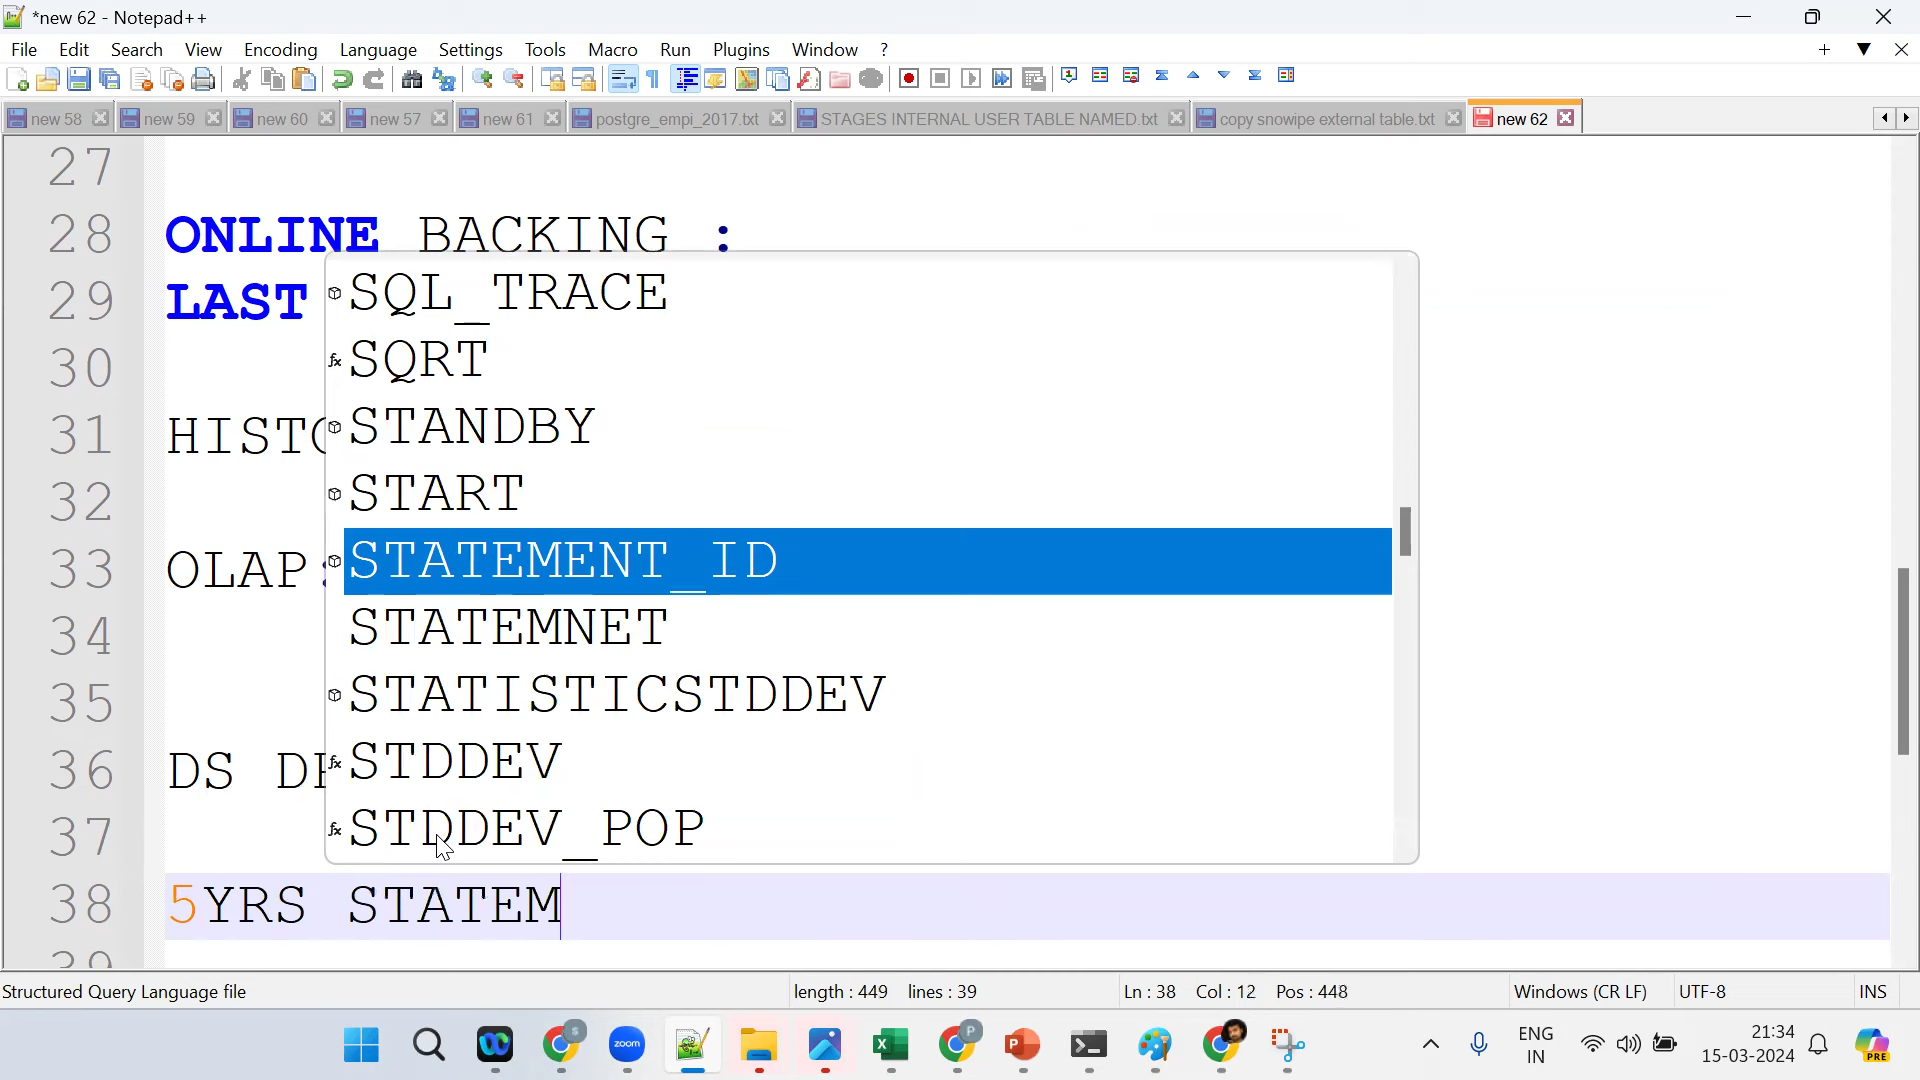 *new 62 - Notepad++
File Edit Search View Encoding Language Settings Tools Macro Run Plugins Window ?
new 58 new 59 new 60 new 57 new 61 postgre_empi_2017.txt STAGES INTERNAL USER TABLE NAMED.txt copy snowipe external table.txt new 62
27
28 ONLINE BACKING :
29 LAST
30
31 HISTO
32
33 OLAP:
34
35
36 DS DH
37
38 5YRS STATEM
39
SQL_TRACE
SQRT
STANDBY
START
STATEMENT_ID
STATEMNET
STATISTICSTDDEV
STDDEV
STDDEV_POP
Structured Query Language file length : 449 lines : 39 Ln : 38 Col : 12 Pos : 448 Windows (CR LF) UTF-8 INS
S zoom X P P
ENG
IN
21:34
15-03-2024
PRE